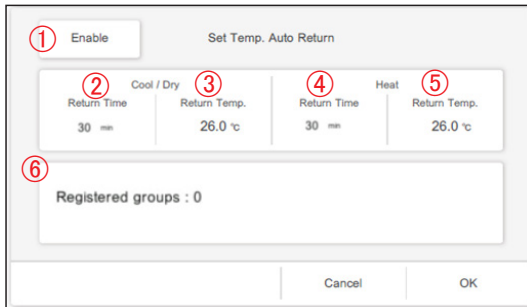 ① Enable Set Temp. Auto Return
Cool / Dry Heat
② ③ ④ ⑤
Return Time Return Temp. Return Time Return Temp.
30 min 26.0 ℃ 30 min 26.0 ℃
⑥
Registered groups : 0
Cancel OK